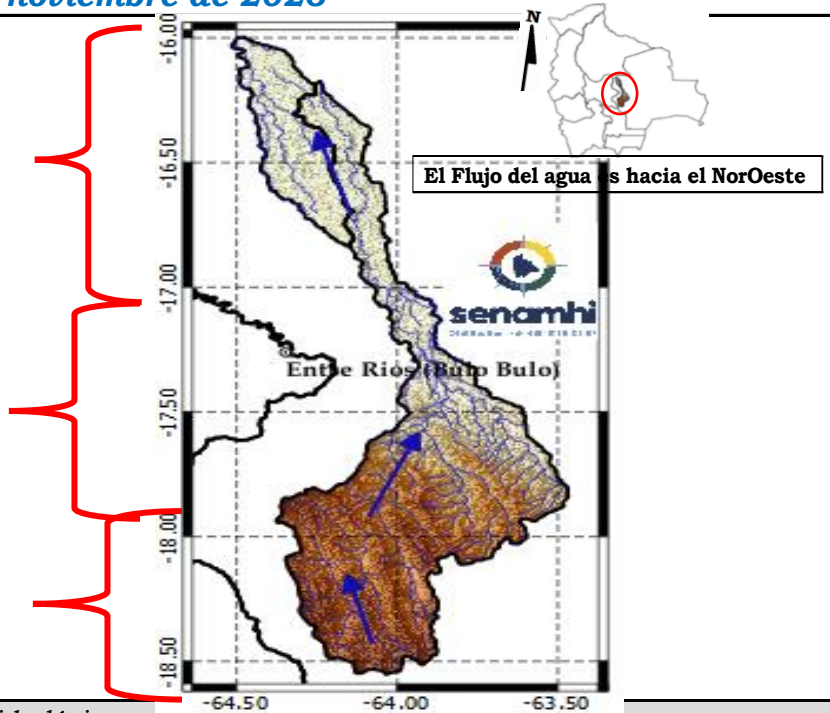 noviembre de 2023
N
El Flujo del agua es hacia el NorOeste
senamhi
Entre Rios (Bulo Bulo)
-16.00
-16.50
-17.00
-17.50
-18.00
-18.50
-64.50 -64.00 -63.50